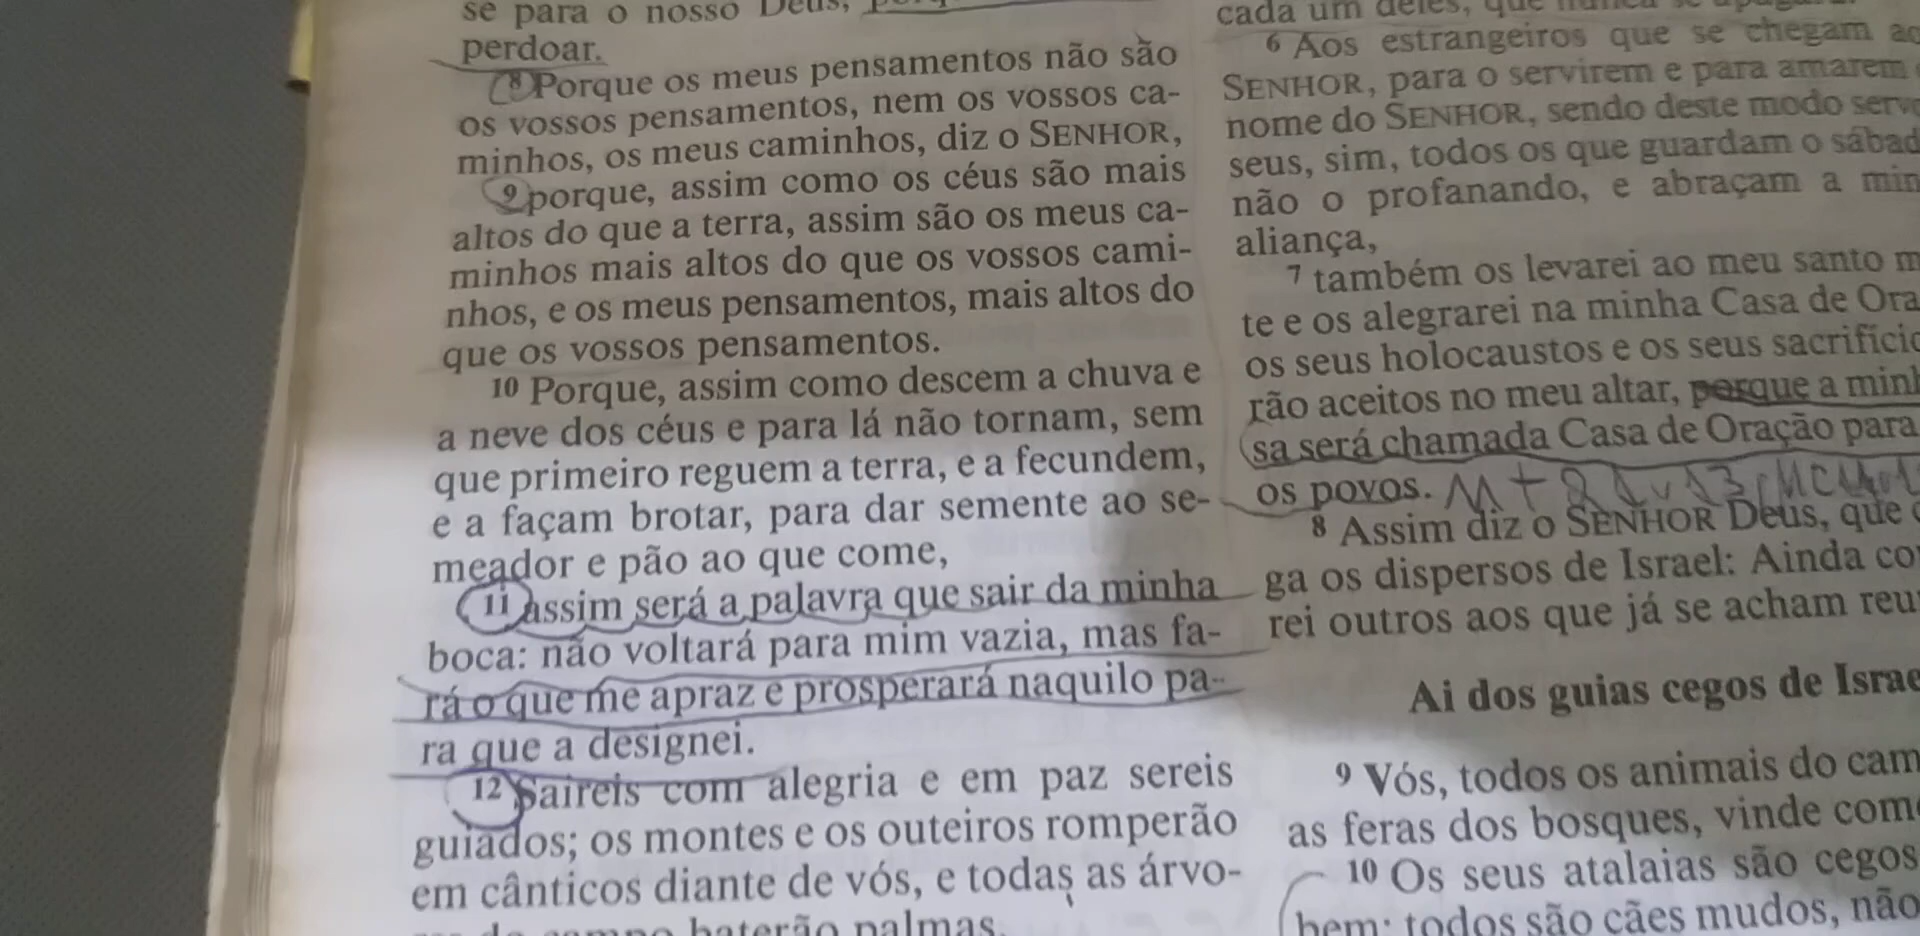 se para o nosso Deus,
perdoar.
8 Porque os meus pensamentos não são
os vossos pensamentos, nem os vossos ca-
minhos, os meus caminhos, diz o SENHOR,
9 porque, assim como os céus são mais
altos do que a terra, assim são os meus ca-
minhos mais altos do que os vossos cami-
nhos, e os meus pensamentos, mais altos do
que os vossos pensamentos.
10 Porque, assim como descem a chuva e
a neve dos céus e para lá não tornam, sem
que primeiro reguem a terra, e a fecundem,
e a façam brotar, para dar semente ao se-
meador e pão ao que come,
11 assim será a palavra que sair da minha
boca: não voltará para mim vazia, mas fa-
rá o que me apraz e prosperará naquilo pa-
ra que a designei.
12 Saireis com alegria e em paz sereis
guiados; os montes e os outeiros romperão
em cânticos diante de vós, e todas as árvo-
baterão palmas.
cada um deles, que
6 Aos estrangeiros que se chegam
SENHOR, para o servirem e para amarem
nome do SENHOR, sendo deste modo
seus, sim, todos os que guardam o
não o profanando, e abraçam a
aliança,
7 também os levarei ao meu santo
te e os alegrarei na minha Casa de
os seus holocaustos e os seus
rão aceitos no meu altar, porque a
sa será chamada Casa de Oração para
os povos.
8 Assim diz o SENHOR Deus, que
ga os dispersos de Israel: Ainda
rei outros aos que já se acham
Ai dos guias cegos de
9 Vós, todos os animais do
as feras dos bosques, vinde
10 Os seus atalaias são cegos
bem; todos são cães mudos, não